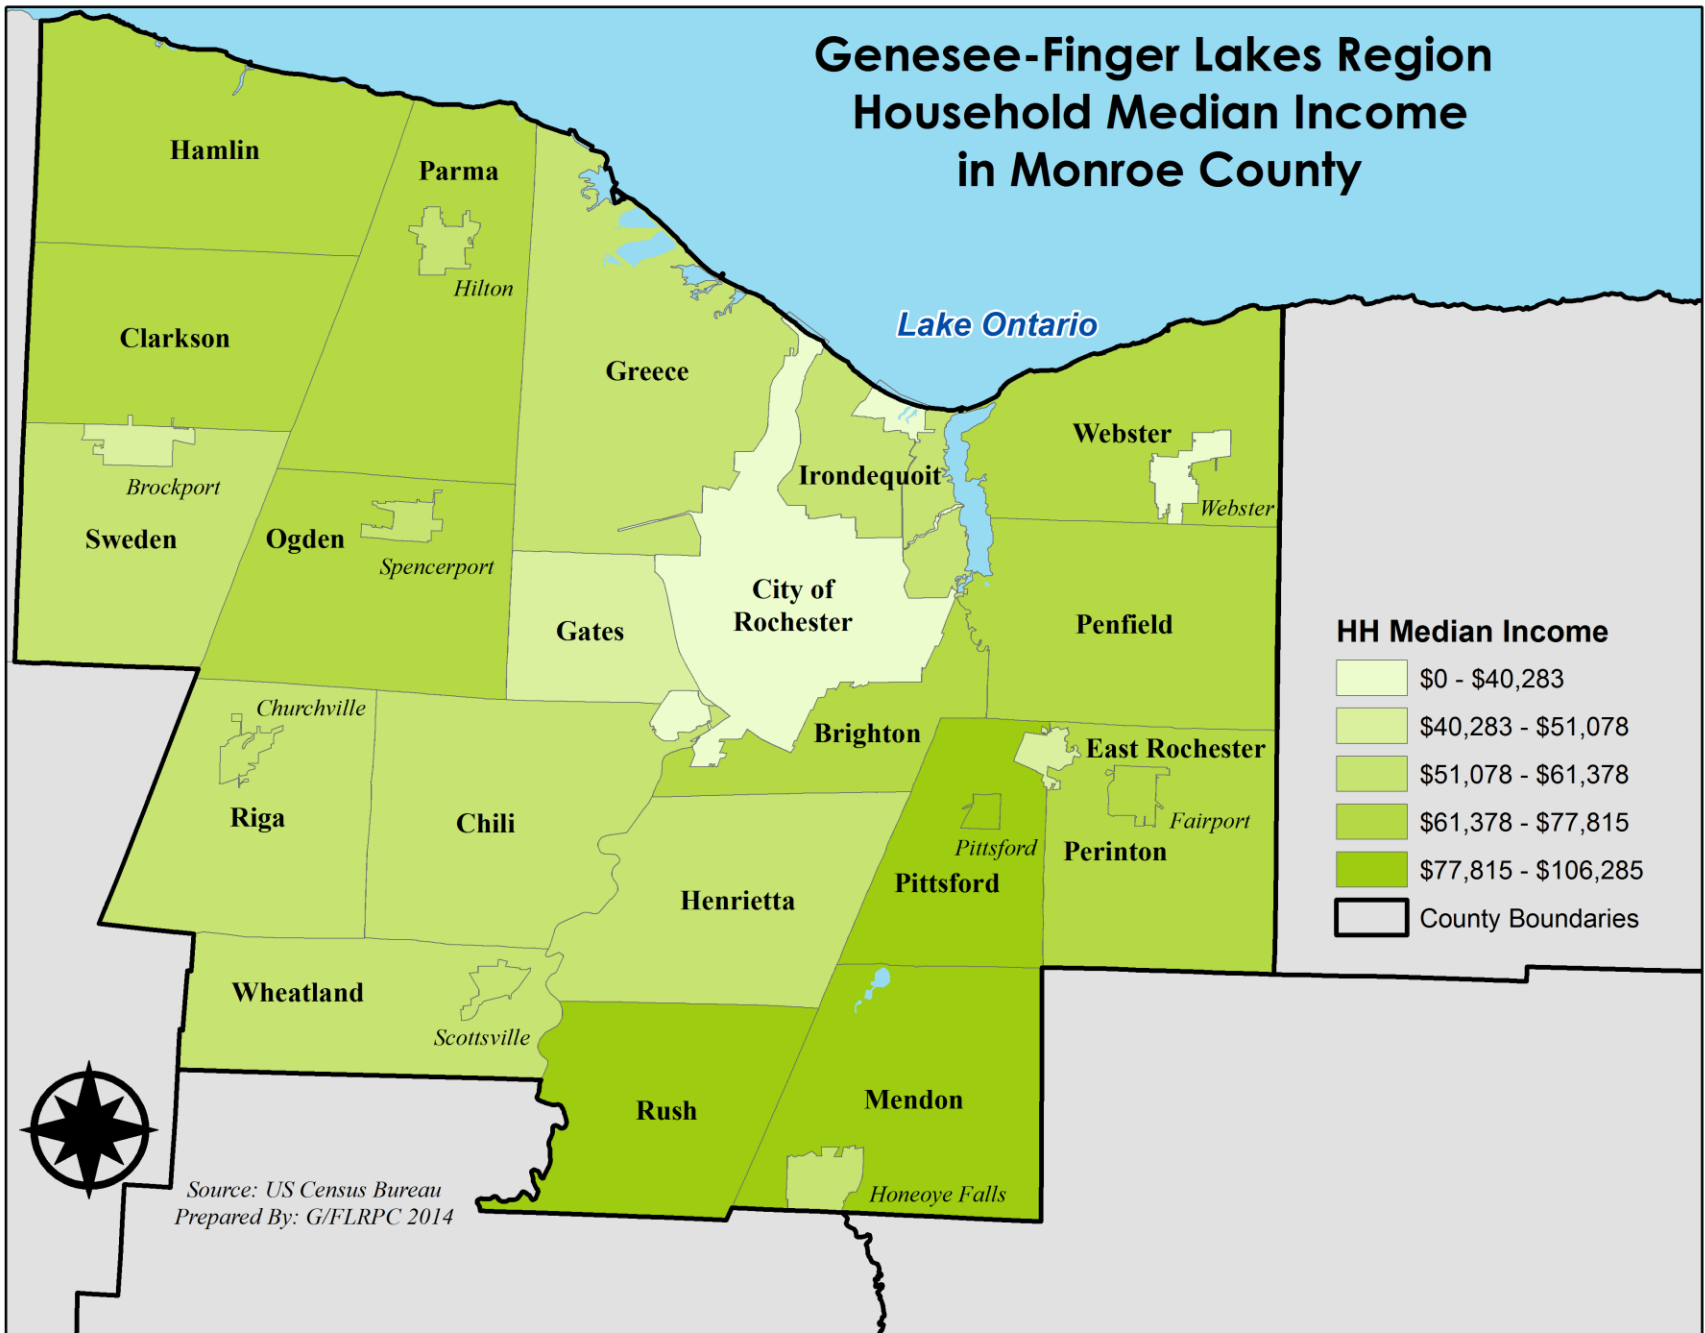 Genesee-Finger Lakes Region
Household Median Income
in Monroe County
Hamlin
Parma
Hilton
Clarkson
Lake Ontario
Greece
Webster
Webster
Irondequoit
Brockport
Sweden
Ogden
Spencerport
City of
Rochester
Gates
Penfield
Churchville
Riga
Chili
Brighton
East Rochester
Fairport
Pittsford
Perinton
Pittsford
Henrietta
Wheatland
Scottsville
Rush
Mendon
Honeoye Falls
HH Median Income
$0 - $40,283
$40,283 - $51,078
$51,078 - $61,378
$61,378 - $77,815
$77,815 - $106,285
County Boundaries
Source: US Census Bureau
Prepared By: G/FLRPC 2014